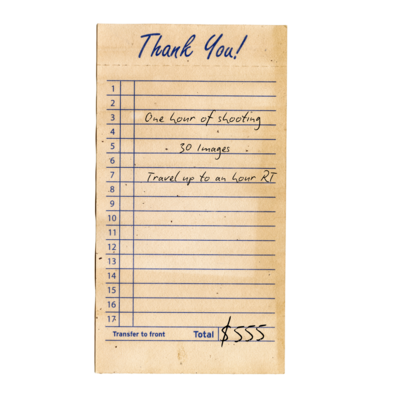 Thank You!
1
2
3 One hour of shooting
4
5 - 30 Images -
6
7 Travel up to an hour RT
8
9
10
11
12
13
14
15
16
17
Transfer to front Total $555